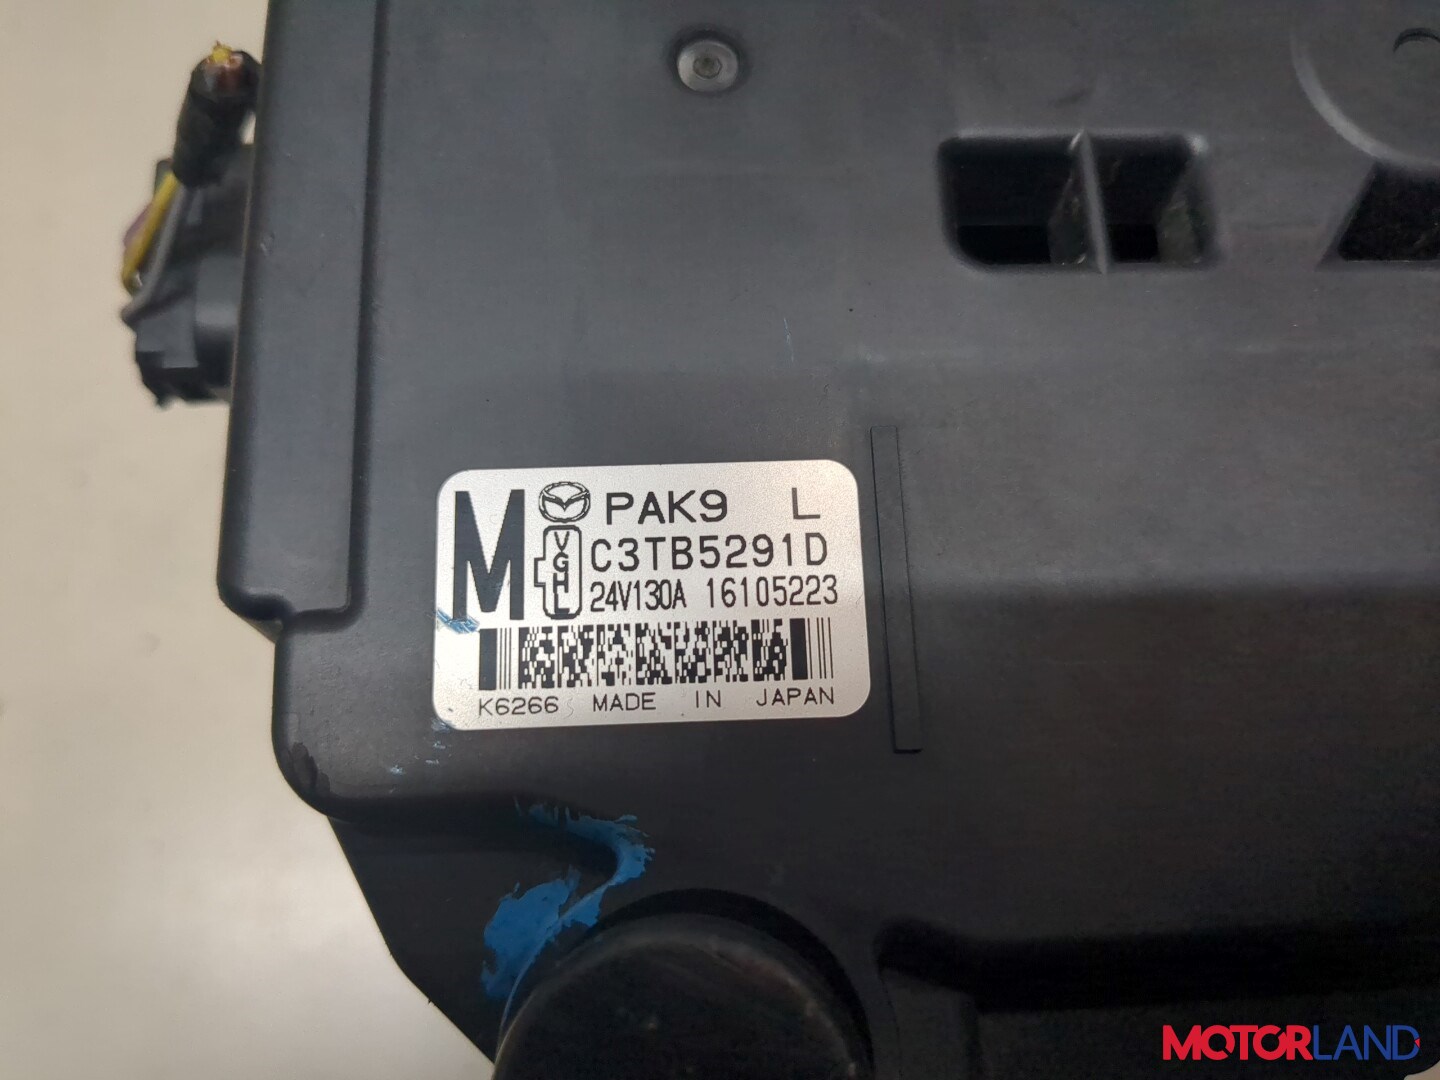 M PAK9 L
VGHL C3TB5291D
24V130A 16105223
K6266 MADE IN JAPAN
MOTORLAND